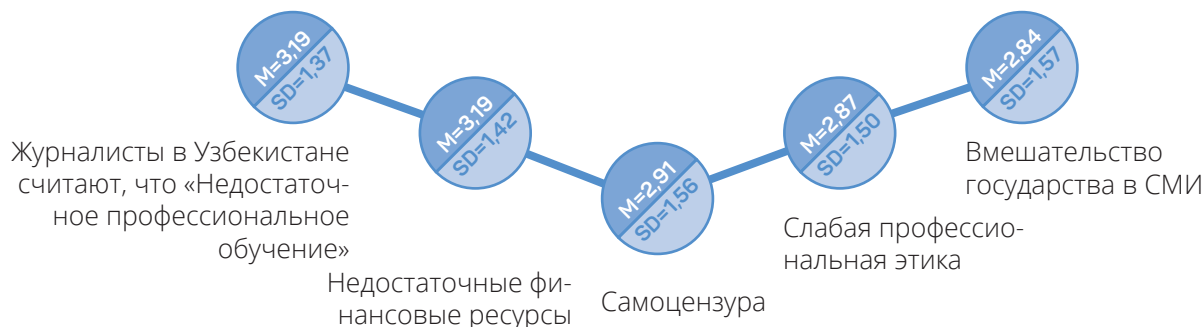 M=3,19
SD=1,37
Журналисты в Узбекистане
считают, что «Недостаточ-
ное профессиональное
обучение»
M=3,19
SD=1,42
Недостаточные фи-
нансовые ресурсы
M=2,91
SD=1,56
Самоцензура
M=2,87
SD=1,50
Слабая професси-
нальная этика
M=2,84
SD=1,57
Вмешательство
государства в СМИ